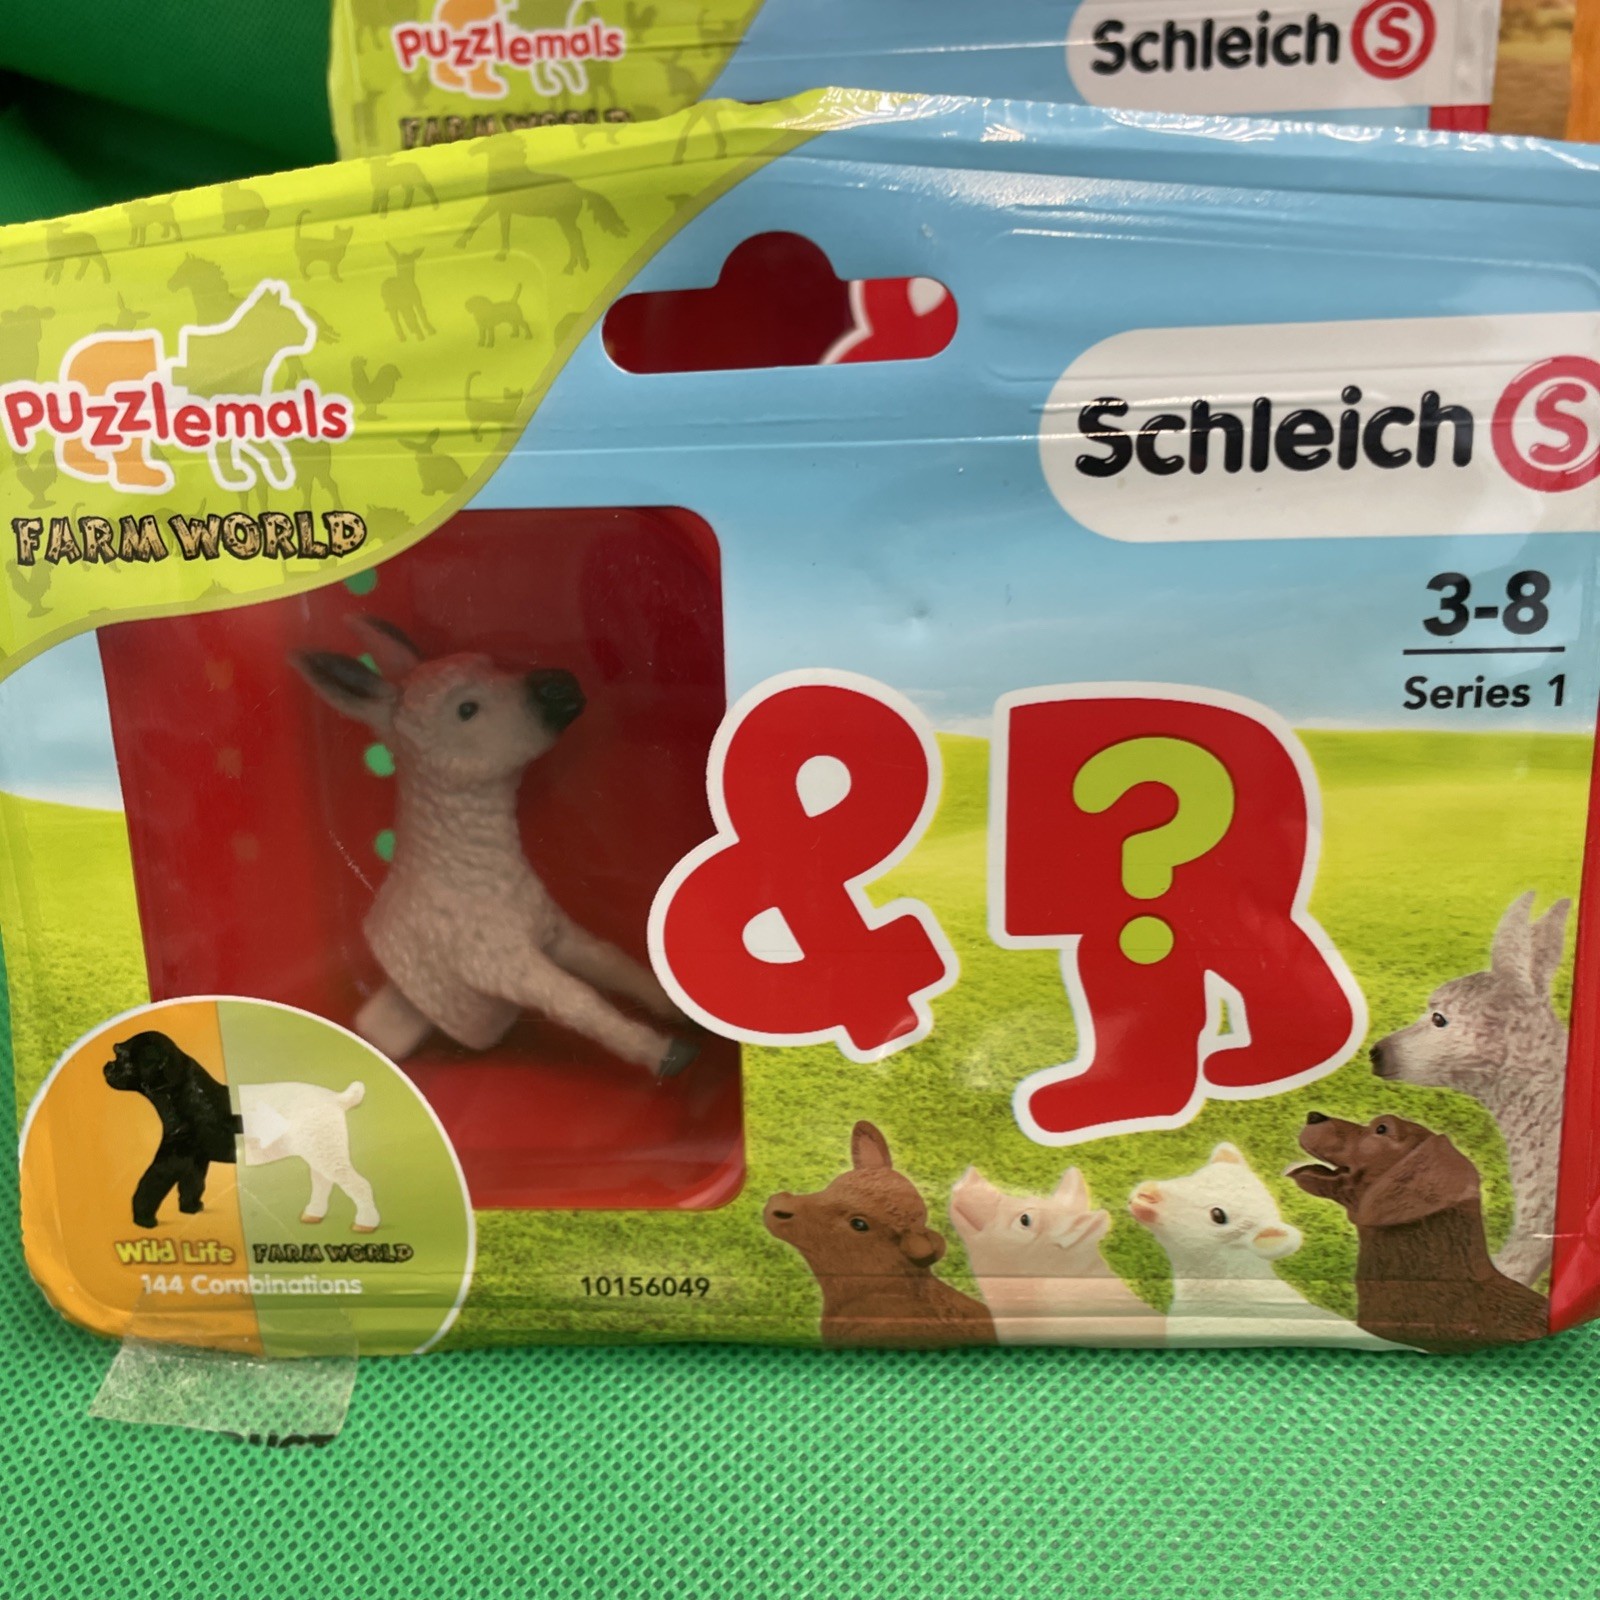 Puzzlemals
FARM WORLD
Schleich S
Puzzlemals
FARM WORLD
Schleich S
3-8
Series 1
&
?
Wild Life FARM WORLD
144 Combinations
10156049